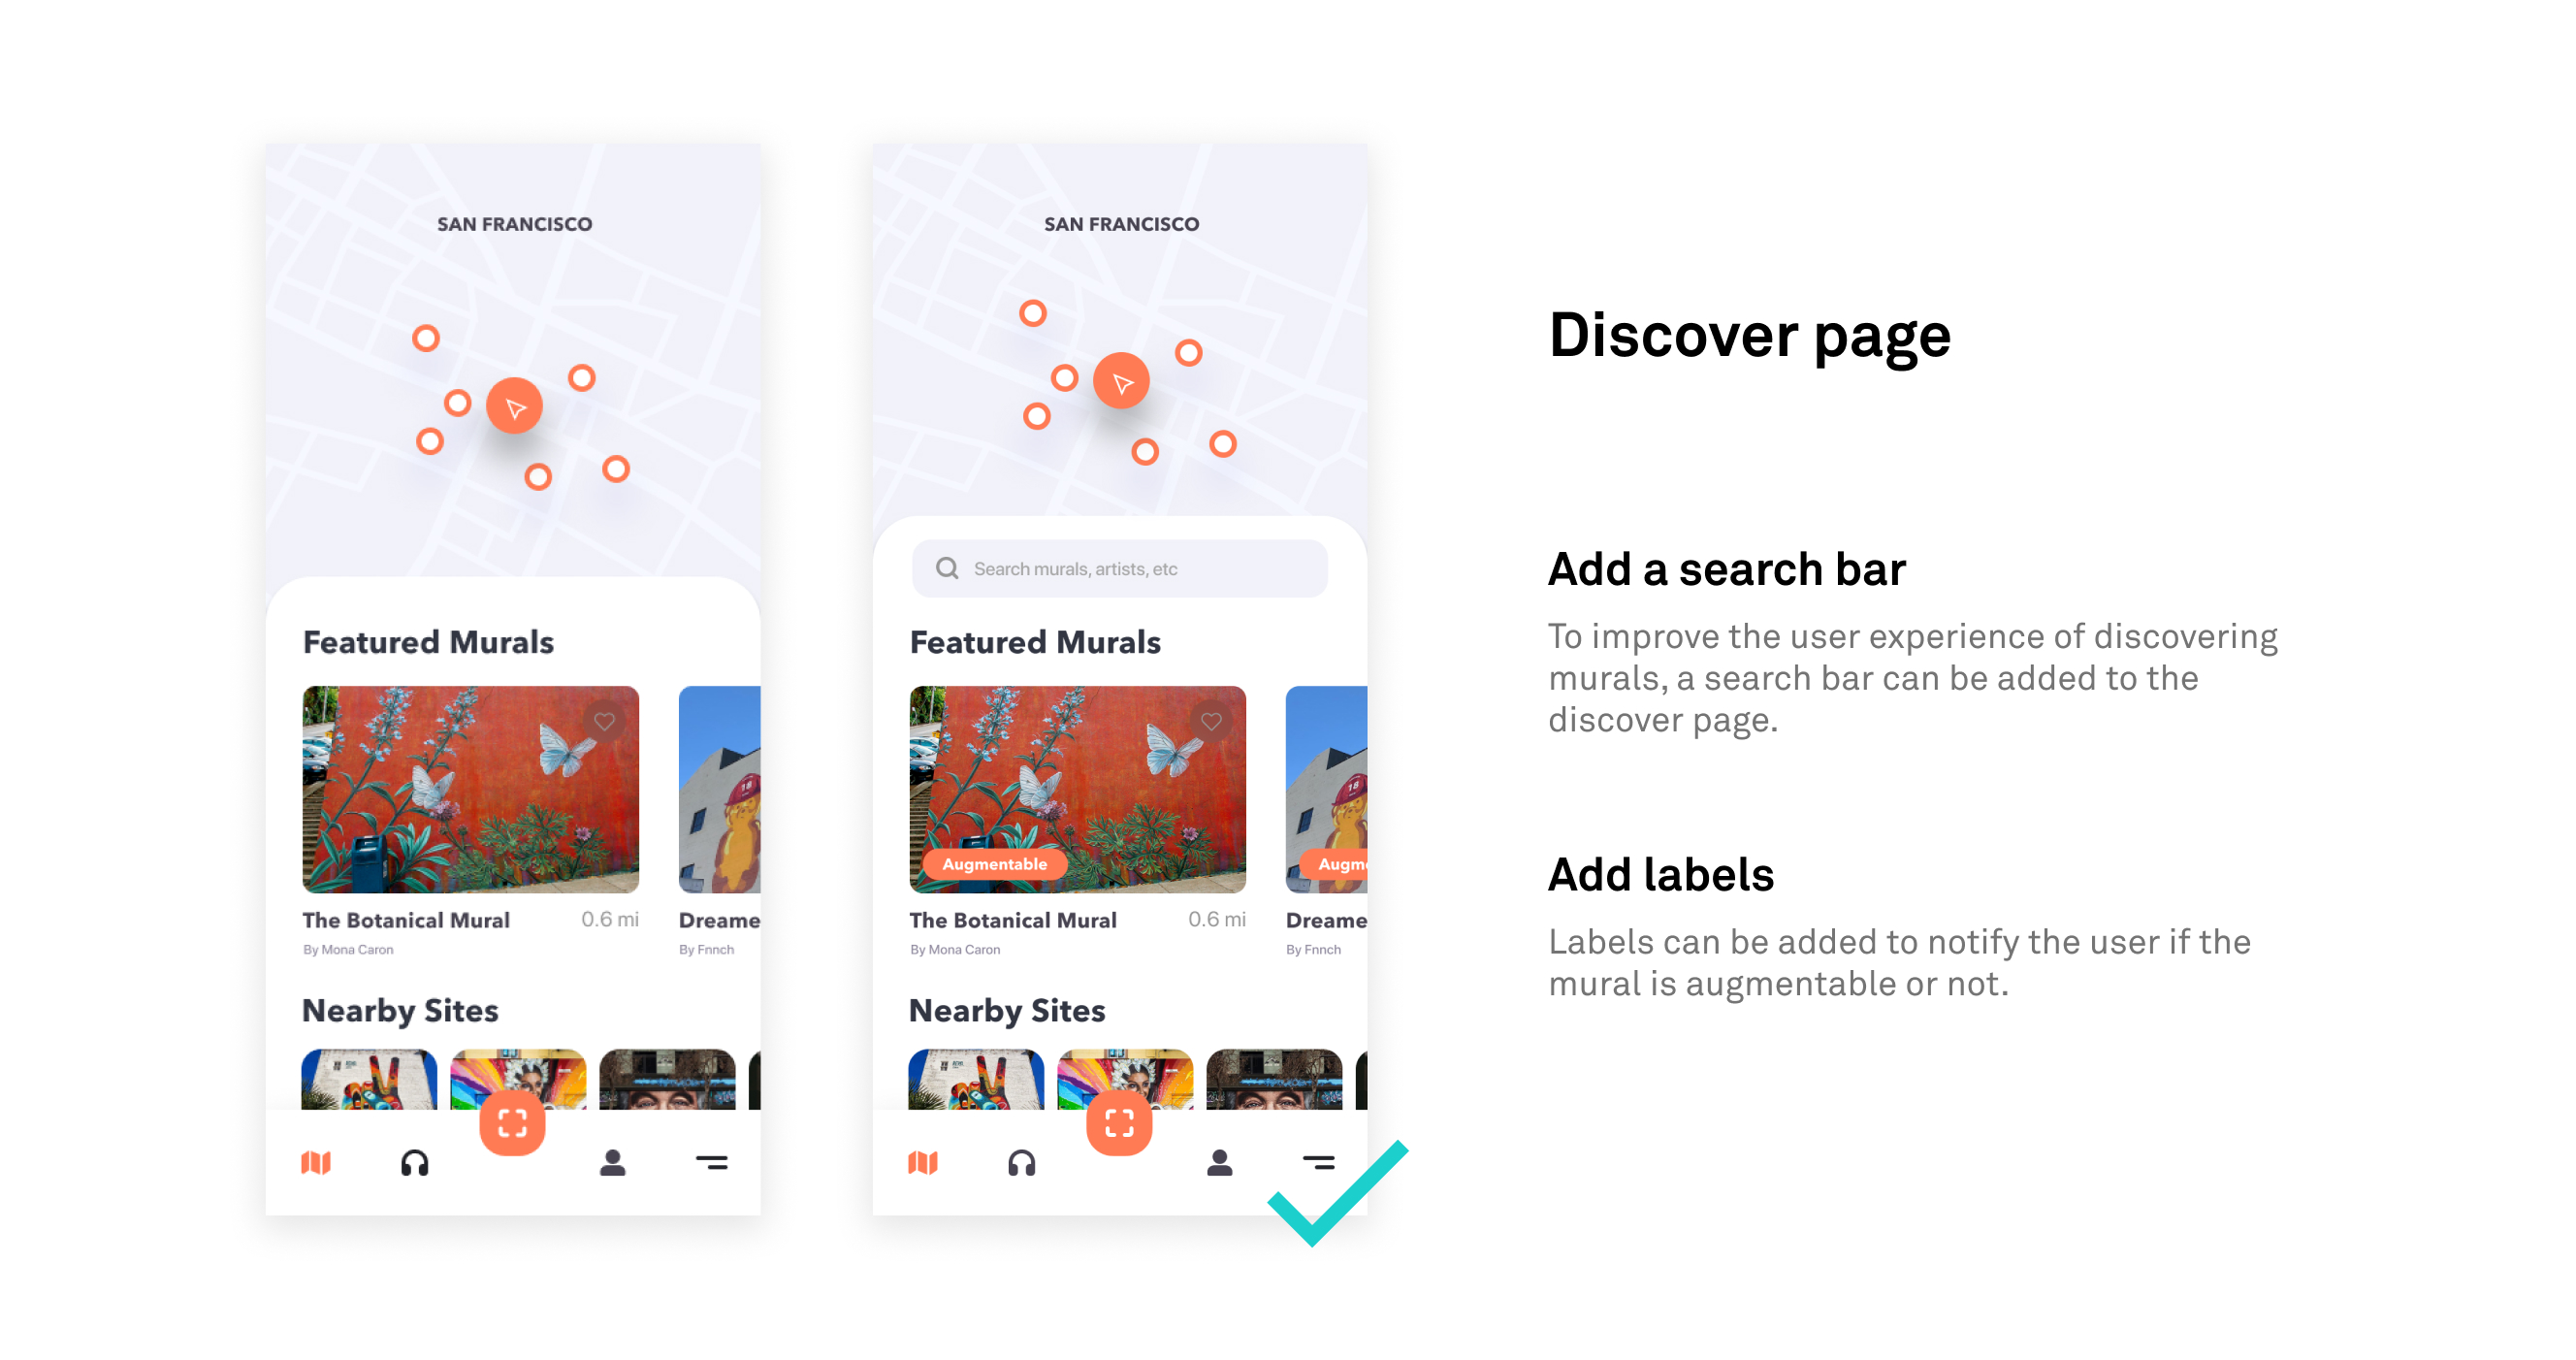 SAN FRANCISCO
Featured Murals
The Botanical Mural
0.6 mi
Dreame
By Mona Caron
By Fnnch
Nearby Sites
SAN FRANCISCO
Search murals, artists, etc
Featured Murals
18
Augmentable
Augme
The Botanical Mural
0.6 mi
Dreame
By Mona Caron
By Fnnch
Nearby Sites
Discover page
Add a search bar
To improve the user experience of discovering
murals, a search bar can be added to the
discover page.
Add labels
Labels can be added to notify the user if the
mural is augmentable or not.